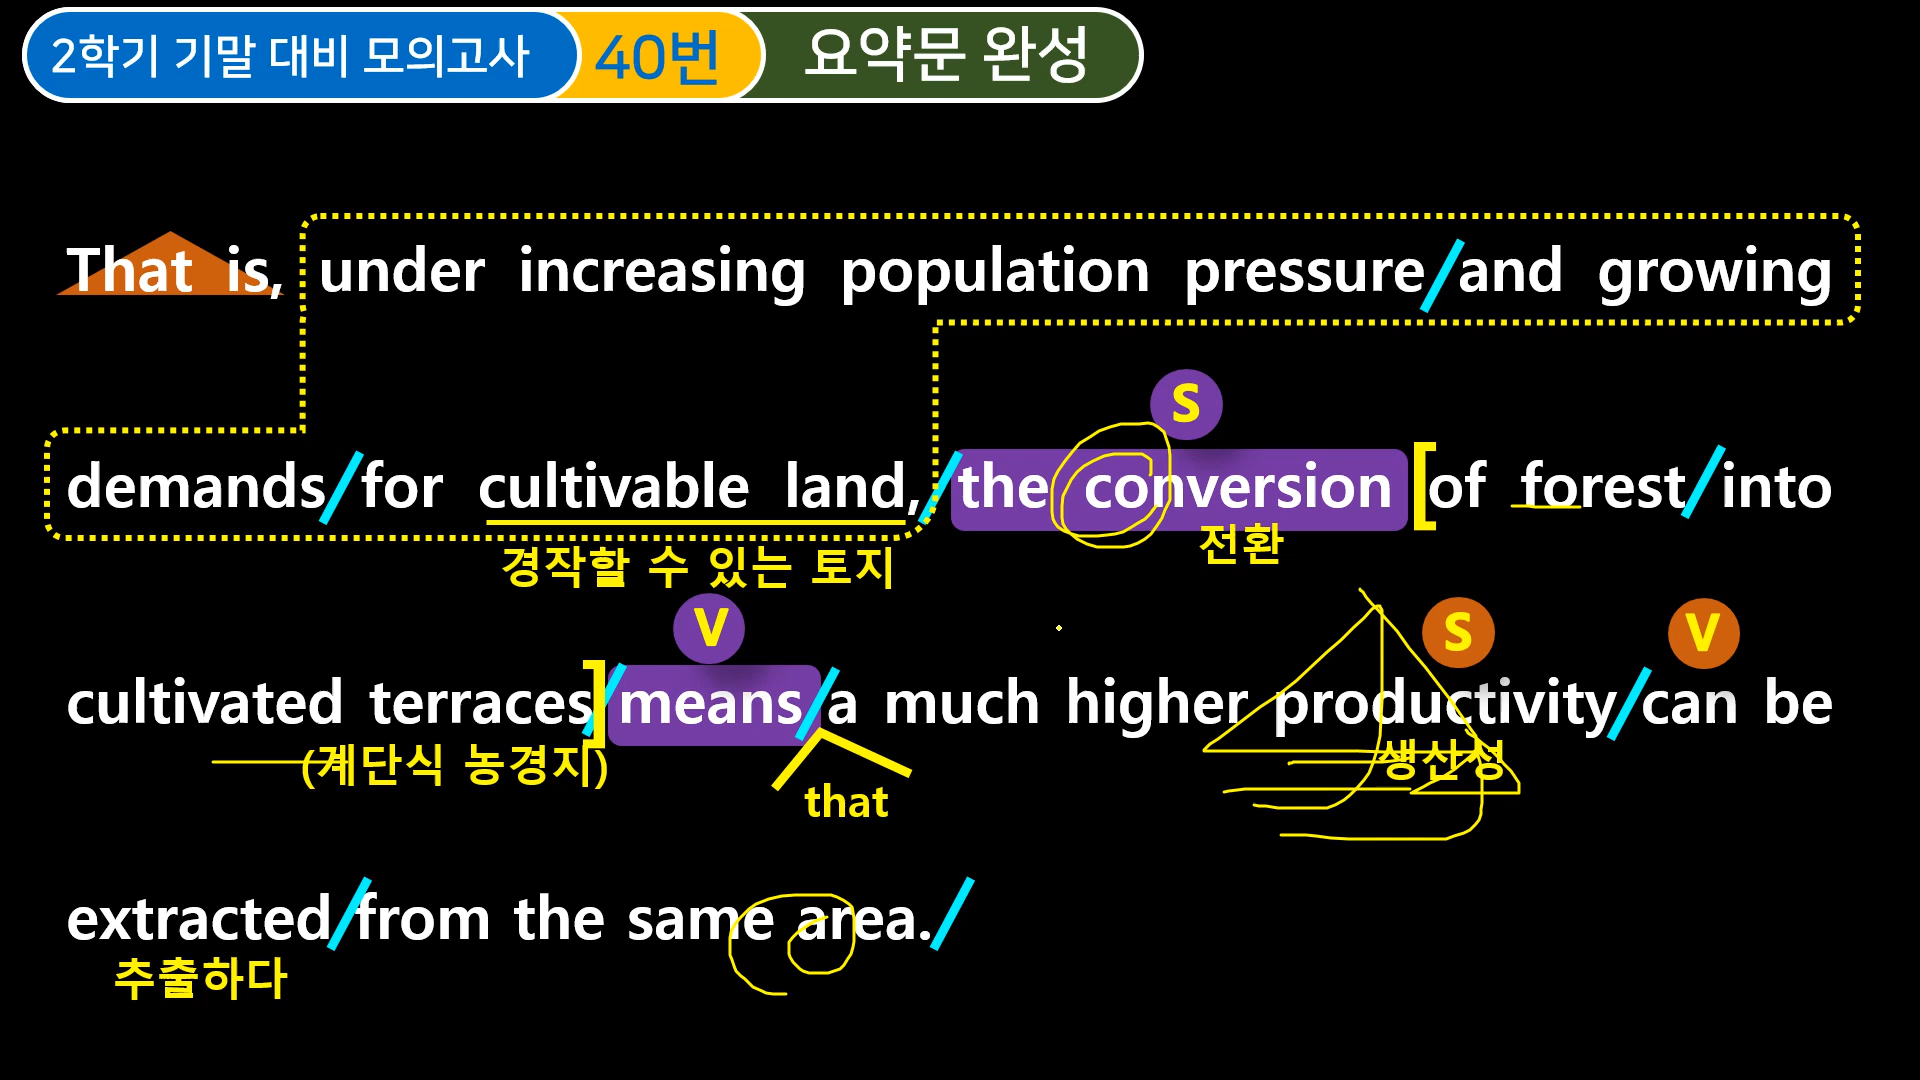 2학기 기말 대비 모의고사 40번 요약문 완성
That is, under increasing population pressure/and growing
S
demands/for cultivable land,/the conversion [of forest/into
경작할 수 있는 토지 전환
V S V
cultivated terraces]/means/a much higher productivity/can be
(계단식 농경지) that 생산성
extracted/from the same area./
추출하다